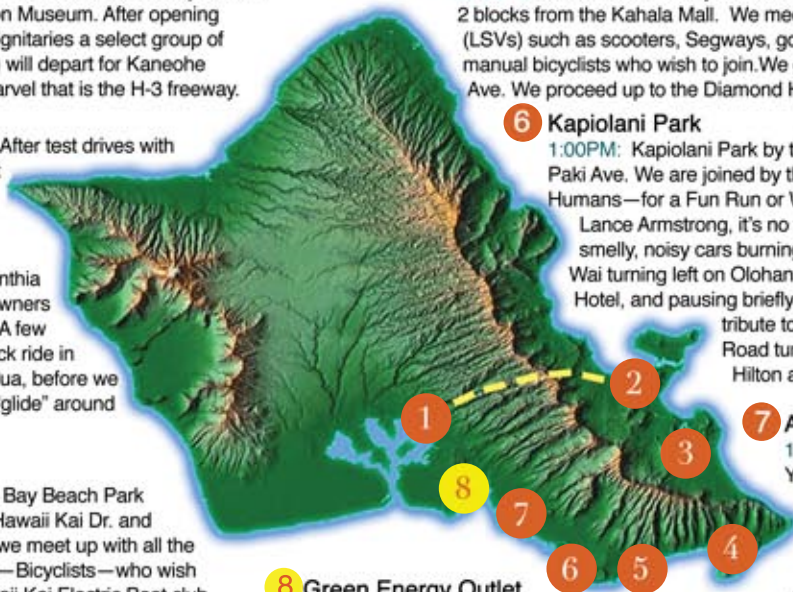 on Museum. After opening
gnitaries a select group of
will depart for Kaneohe
arvel that is the H-3 freeway.
After test drives with
nthia
wners
A few
ck ride in
ua, before we
"glide" around
Bay Beach Park
Hawaii Kai Dr. and
we meet up with all the
—Bicyclists—who wish
2 blocks from the Kahala Mall. We mee
(LSVs) such as scooters, Segways, go
manual bicyclists who wish to join.We
Ave. We proceed up to the Diamond H
6 Kapiolani Park
1:00PM: Kapiolani Park by t
Paki Ave. We are joined by th
Humans—for a Fun Run or W
Lance Armstrong, it's no
smelly, noisy cars burning
Wai turning left on Olohan
Hotel, and pausing briefly
tribute to
Road tur
Hilton a
7 A
1
Y
1
2
3
4
5
6
7
8
8 Green Energy Outlet